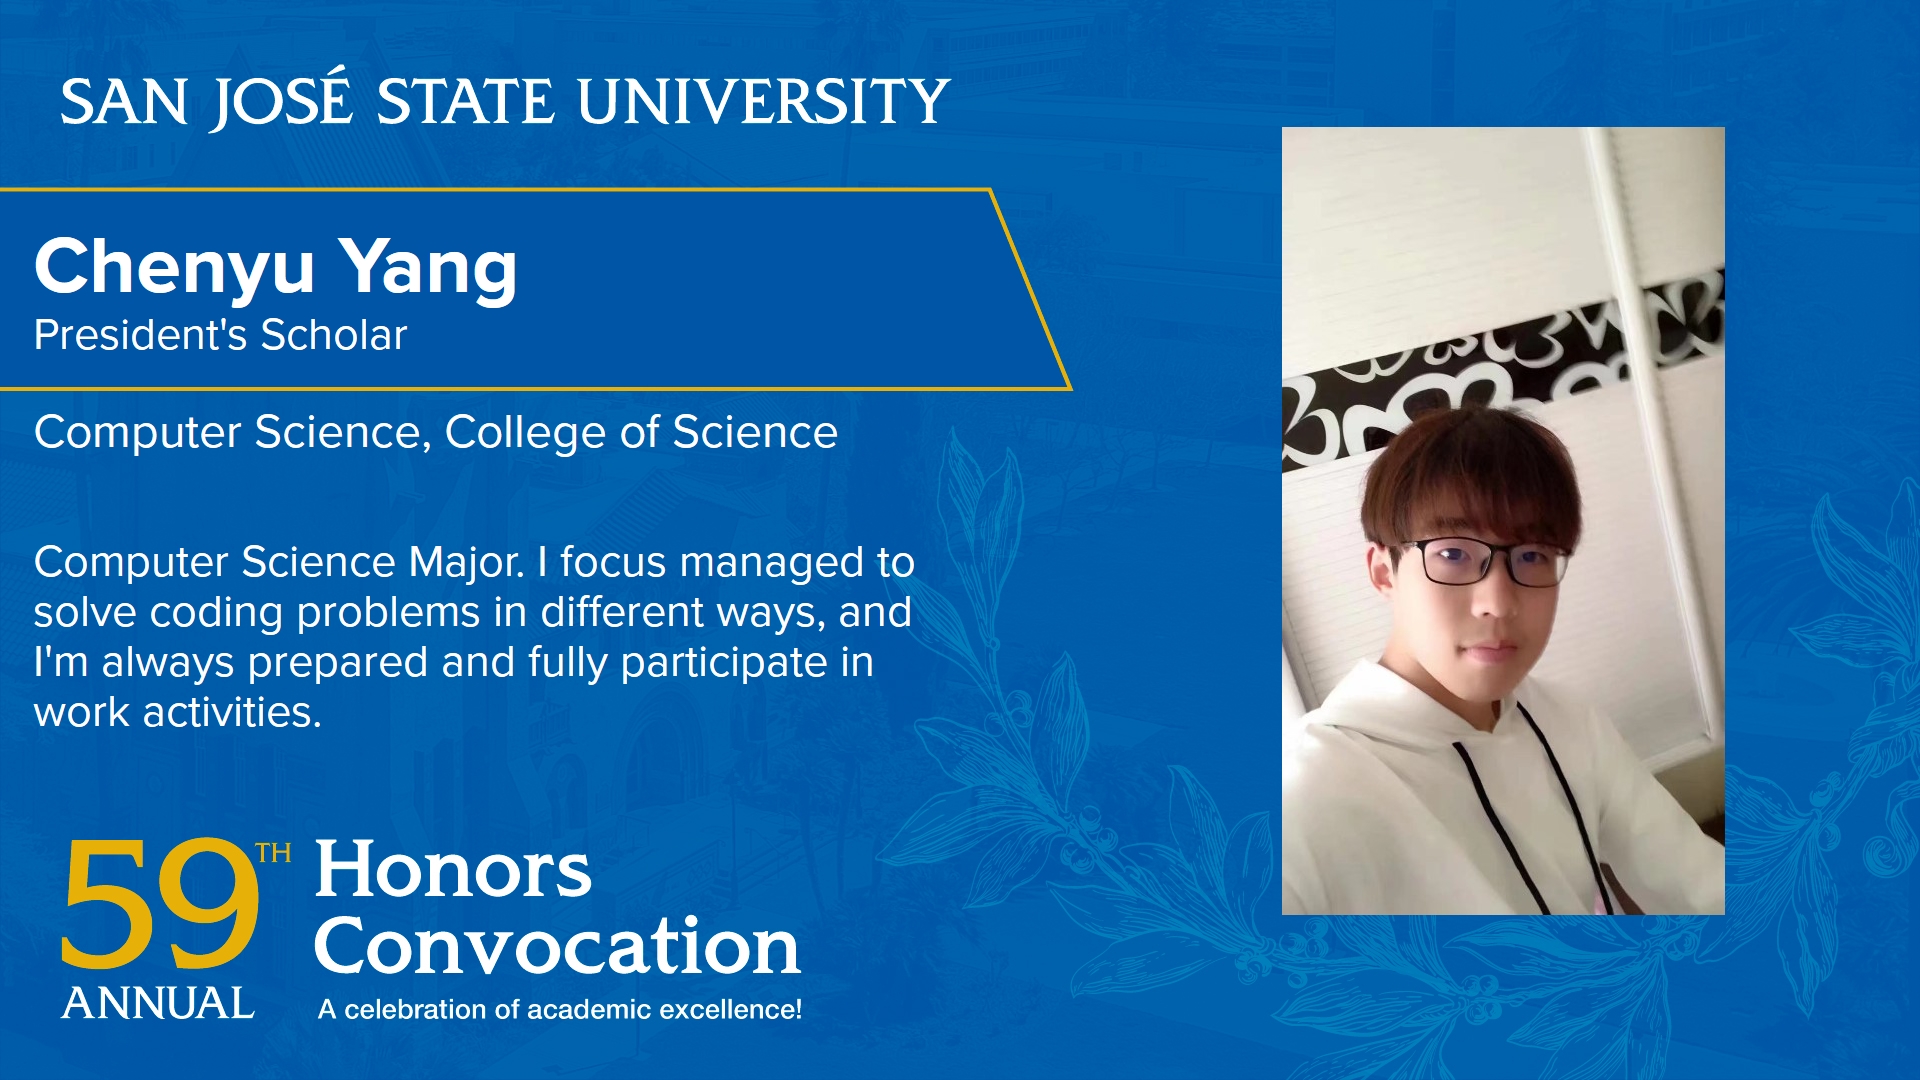 SAN JOSÉ STATE UNIVERSITY
Chenyu Yang
President's Scholar
Computer Science, College of Science
Computer Science Major. I focus managed to
solve coding problems in different ways, and
I'm always prepared and fully participate in
work activities.
59TH
ANNUAL
Honors
Convocation
A celebration of academic excellence!